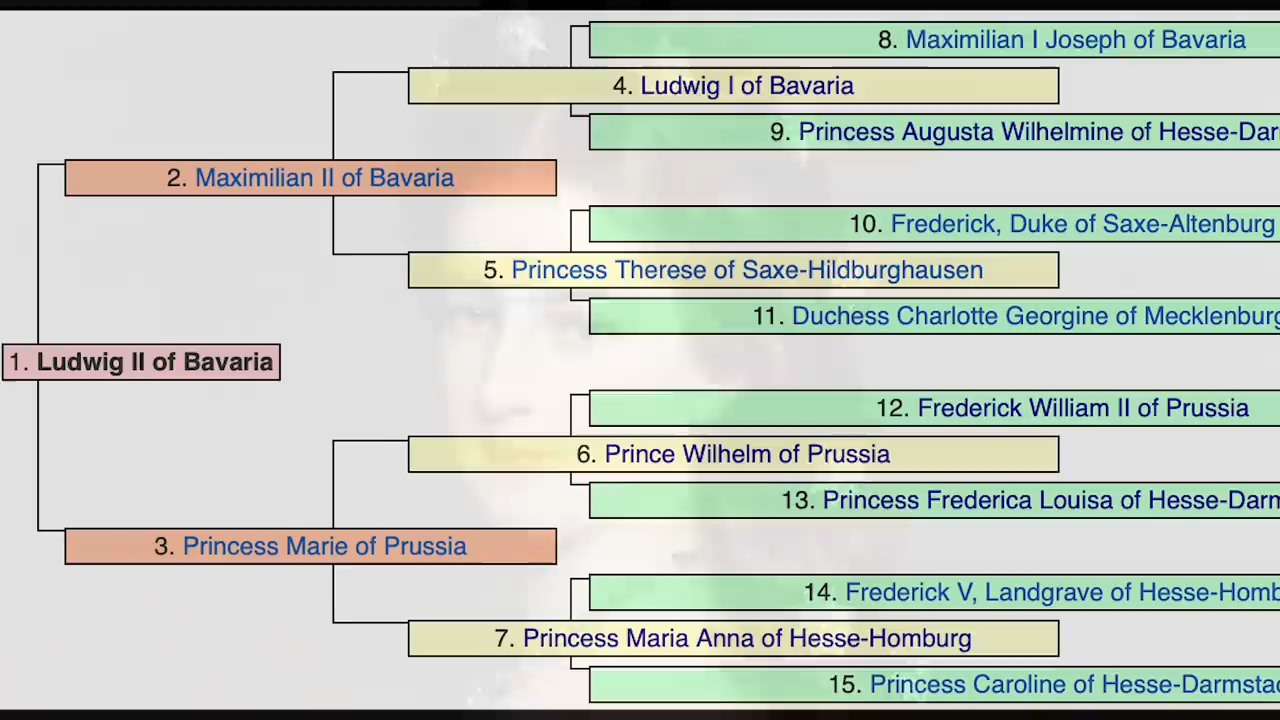 8. Maximilian I Joseph of Bavaria
4. Ludwig I of Bavaria
9. Princess Augusta Wilhelmine of Hesse-Dar
2. Maximilian II of Bavaria
10. Frederick, Duke of Saxe-Altenburg
5. Princess Therese of Saxe-Hildburghausen
11. Duchess Charlotte Georgine of Mecklenburg
1. Ludwig II of Bavaria
12. Frederick William II of Prussia
6. Prince Wilhelm of Prussia
13. Princess Frederica Louisa of Hesse-Darm
3. Princess Marie of Prussia
14. Frederick V, Landgrave of Hesse-Homb
7. Princess Maria Anna of Hesse-Homburg
15. Princess Caroline of Hesse-Darmstad